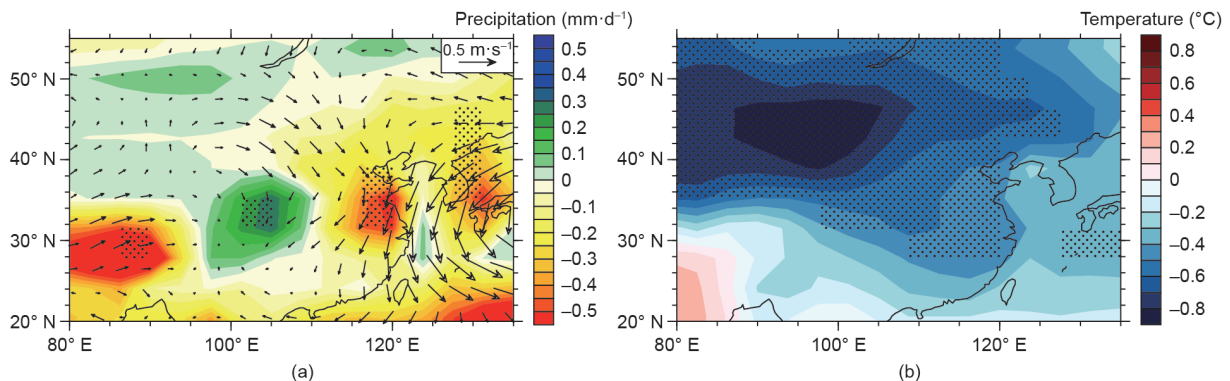 Precipitation (mm·d⁻¹)
0.5 m·s⁻¹
0.5
0.4
0.3
0.2
0.1
0
–0.1
–0.2
–0.3
–0.4
–0.5
50° N
40° N
30° N
20° N
80° E
100° E
120° E
(a)
Temperature (°C)
0.8
0.6
0.4
0.2
0
–0.2
–0.4
–0.6
–0.8
50° N
40° N
30° N
20° N
80° E
100° E
120° E
(b)